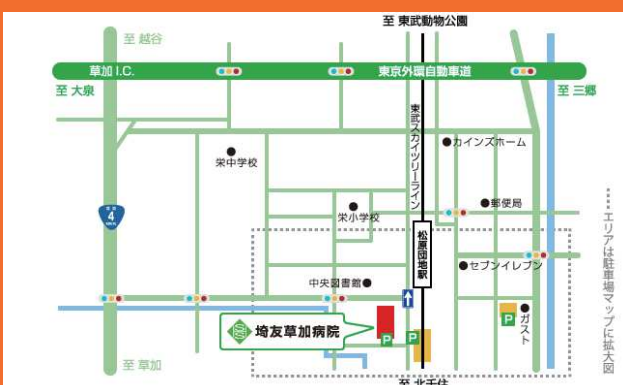 至 東武動物公園
至 越谷
草加 I.C.
東京外環自動車道
至 大泉
至 三郷
東武スカイツリーライン
カインズホーム
栄中学校
郵便局
栄小学校
4
松原団地駅
セブンイレブン
中央図書館
埼友草加病院
P
P
P
ガスト
エリアは駐車場マップに拡大図
至 草加
至 北千住